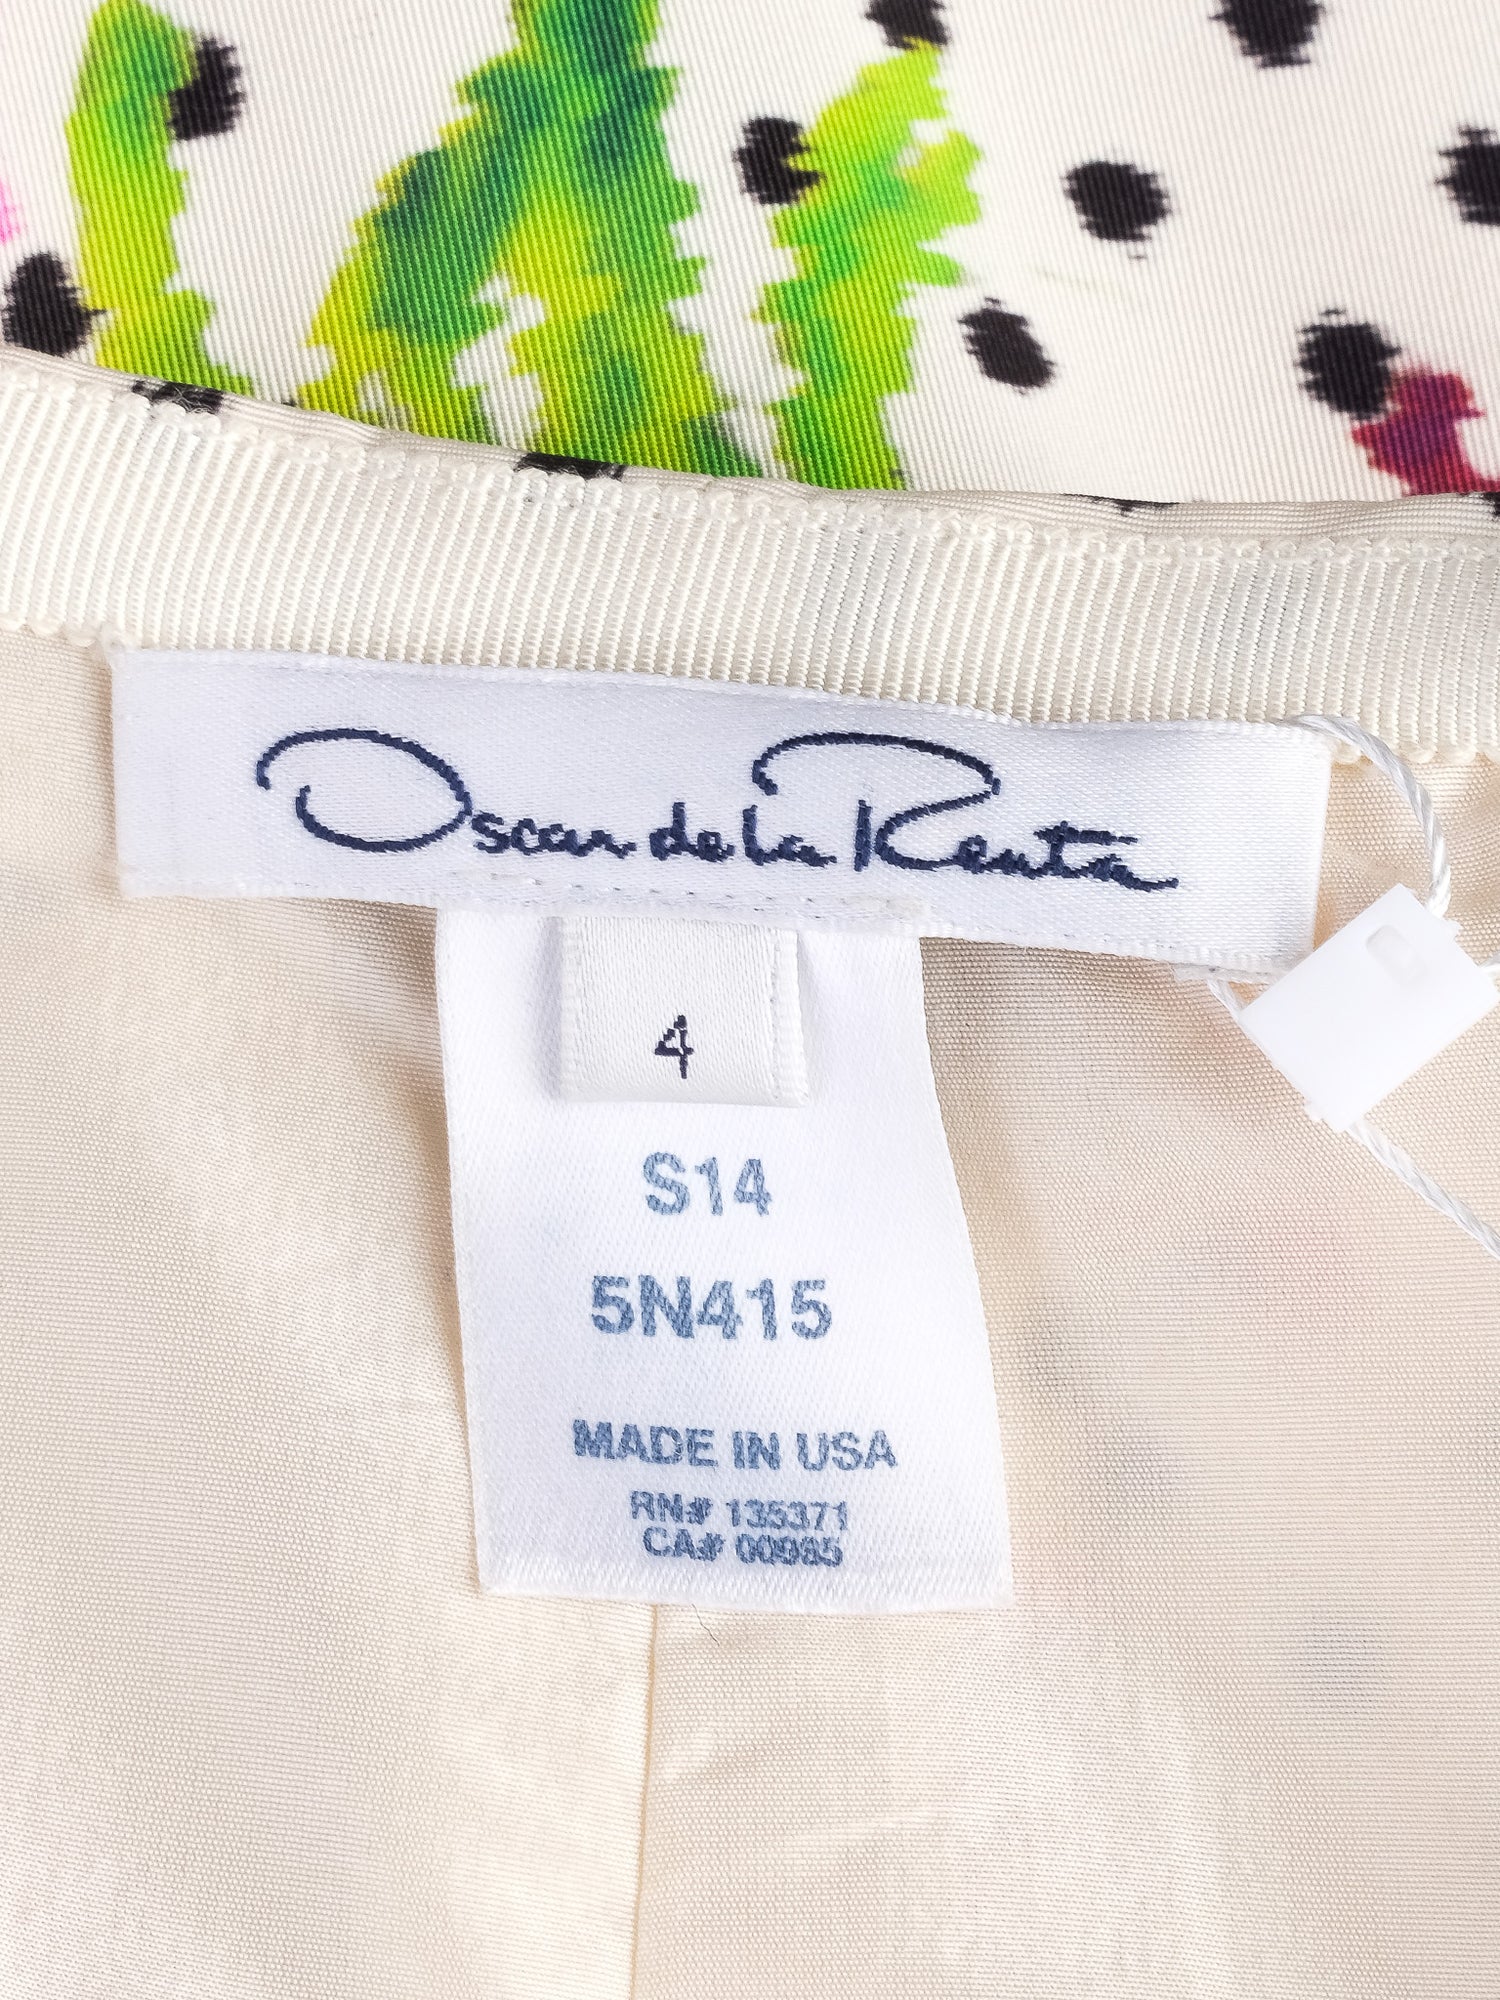 Oscar de la Renta
4
S14
5N415
MADE IN USA
RN# 135371
CA# 00985